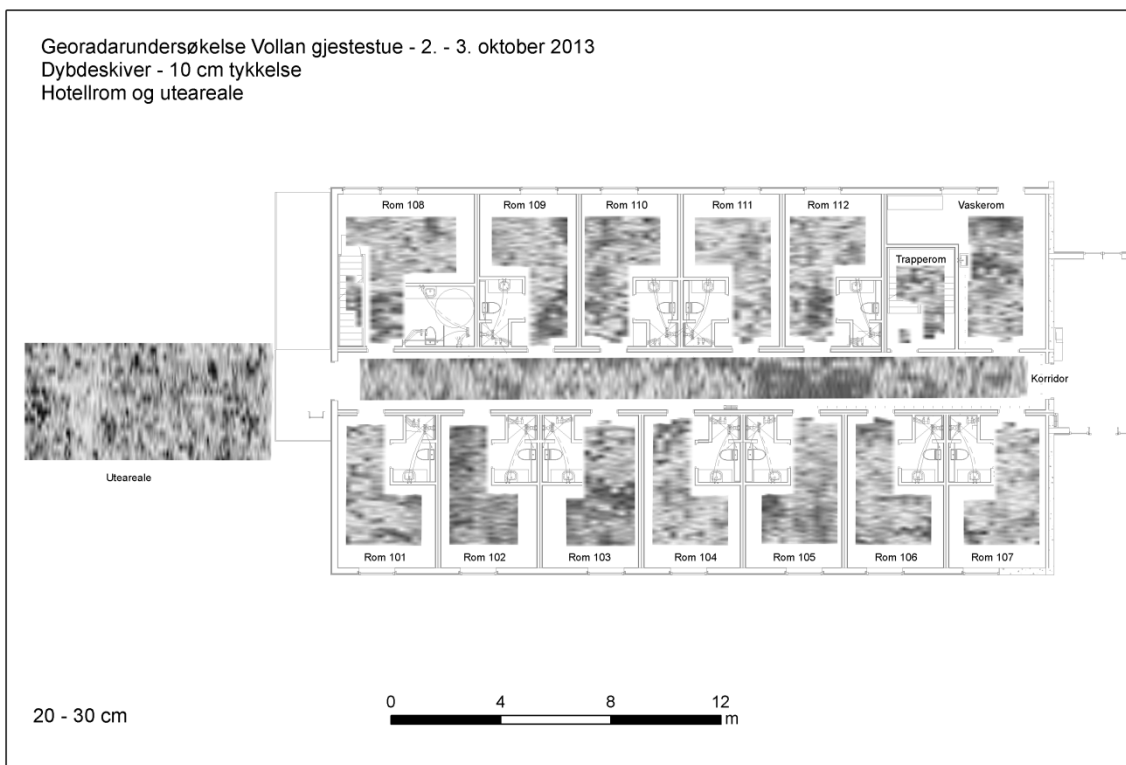 Georadarundersøkelse Vollan gjestestue - 2. - 3. oktober 2013
Dybdeskiver - 10 cm tykkelse
Hotellrom og uteareale
Rom 108
Rom 109
Rom 110
Rom 111
Rom 112
Vaskerom
Trapperom
Korridor
Uteareale
Rom 101
Rom 102
Rom 103
Rom 104
Rom 105
Rom 106
Rom 107
20 - 30 cm
0 4 8 12
m